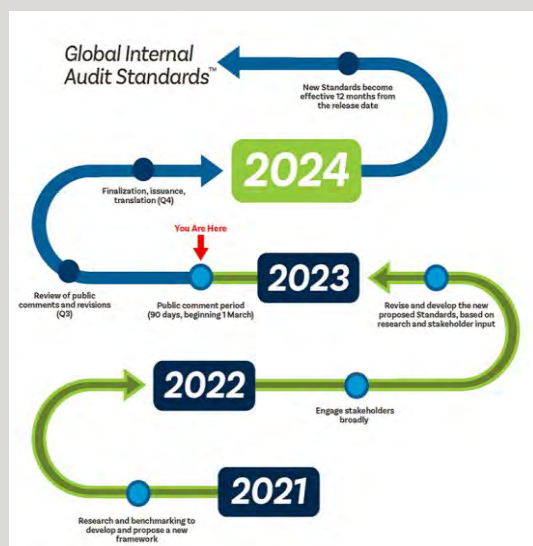 Global Internal
Audit Standards™
New Standards become
effective 12 months from
the release date
2024
Finalization, issuance,
translation (Q4)
You Are Here
2023
Review of public
comments and revisions
(Q3)
Public comment period
(90 days, beginning 1 March)
Revise and develop the new
proposed Standards, based on
research and stakeholder input
2022
Engage stakeholders
broadly
2021
Research and benchmarking to
develop and propose a new
framework